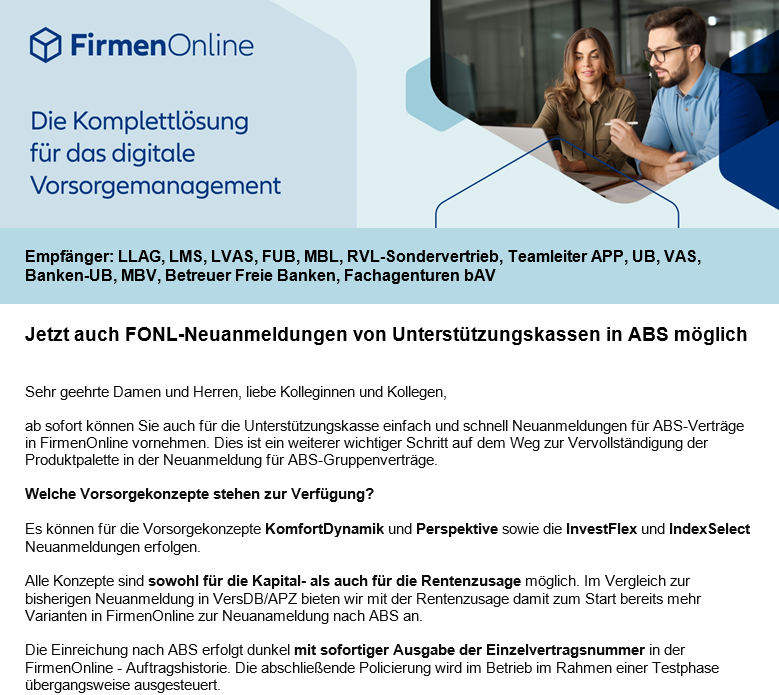 FirmenOnline
Die Komplettlösung
für das digitale
Vorsorgemanagement
Empfänger: LLAG, LMS, LVAS, FUB, MBL, RVL-Sondervertrieb, Teamleiter APP, UB, VAS,
Banken-UB, MBV, Betreuer Freie Banken, Fachagenturen bAV
Jetzt auch FONL-Neuanmeldungen von Unterstützungskassen in ABS möglich
Sehr geehrte Damen und Herren, liebe Kolleginnen und Kollegen,
ab sofort können Sie auch für die Unterstützungskasse einfach und schnell Neuanmeldungen für ABS-Verträge
in FirmenOnline vornehmen. Dies ist ein weiterer wichtiger Schritt auf dem Weg zur Vervollständigung der
Produktpalette in der Neuanmeldung für ABS-Gruppenverträge.
Welche Vorsorgekonzepte stehen zur Verfügung?
Es können für die Vorsorgekonzepte KomfortDynamik und Perspektive sowie die InvestFlex und IndexSelect
Neuanmeldungen erfolgen.
Alle Konzepte sind sowohl für die Kapital- als auch für die Rentenzusage möglich. Im Vergleich zur
bisherigen Neuanmeldung in VersDB/APZ bieten wir mit der Rentenzusage damit zum Start bereits mehr
Varianten in FirmenOnline zur Neuanameldung nach ABS an.
Die Einreichung nach ABS erfolgt dunkel mit sofortiger Ausgabe der Einzelvertragsnummer in der
FirmenOnline - Auftragshistorie. Die abschließende Policierung wird im Betrieb im Rahmen einer Testphase
übergangsweise ausgesteuert.